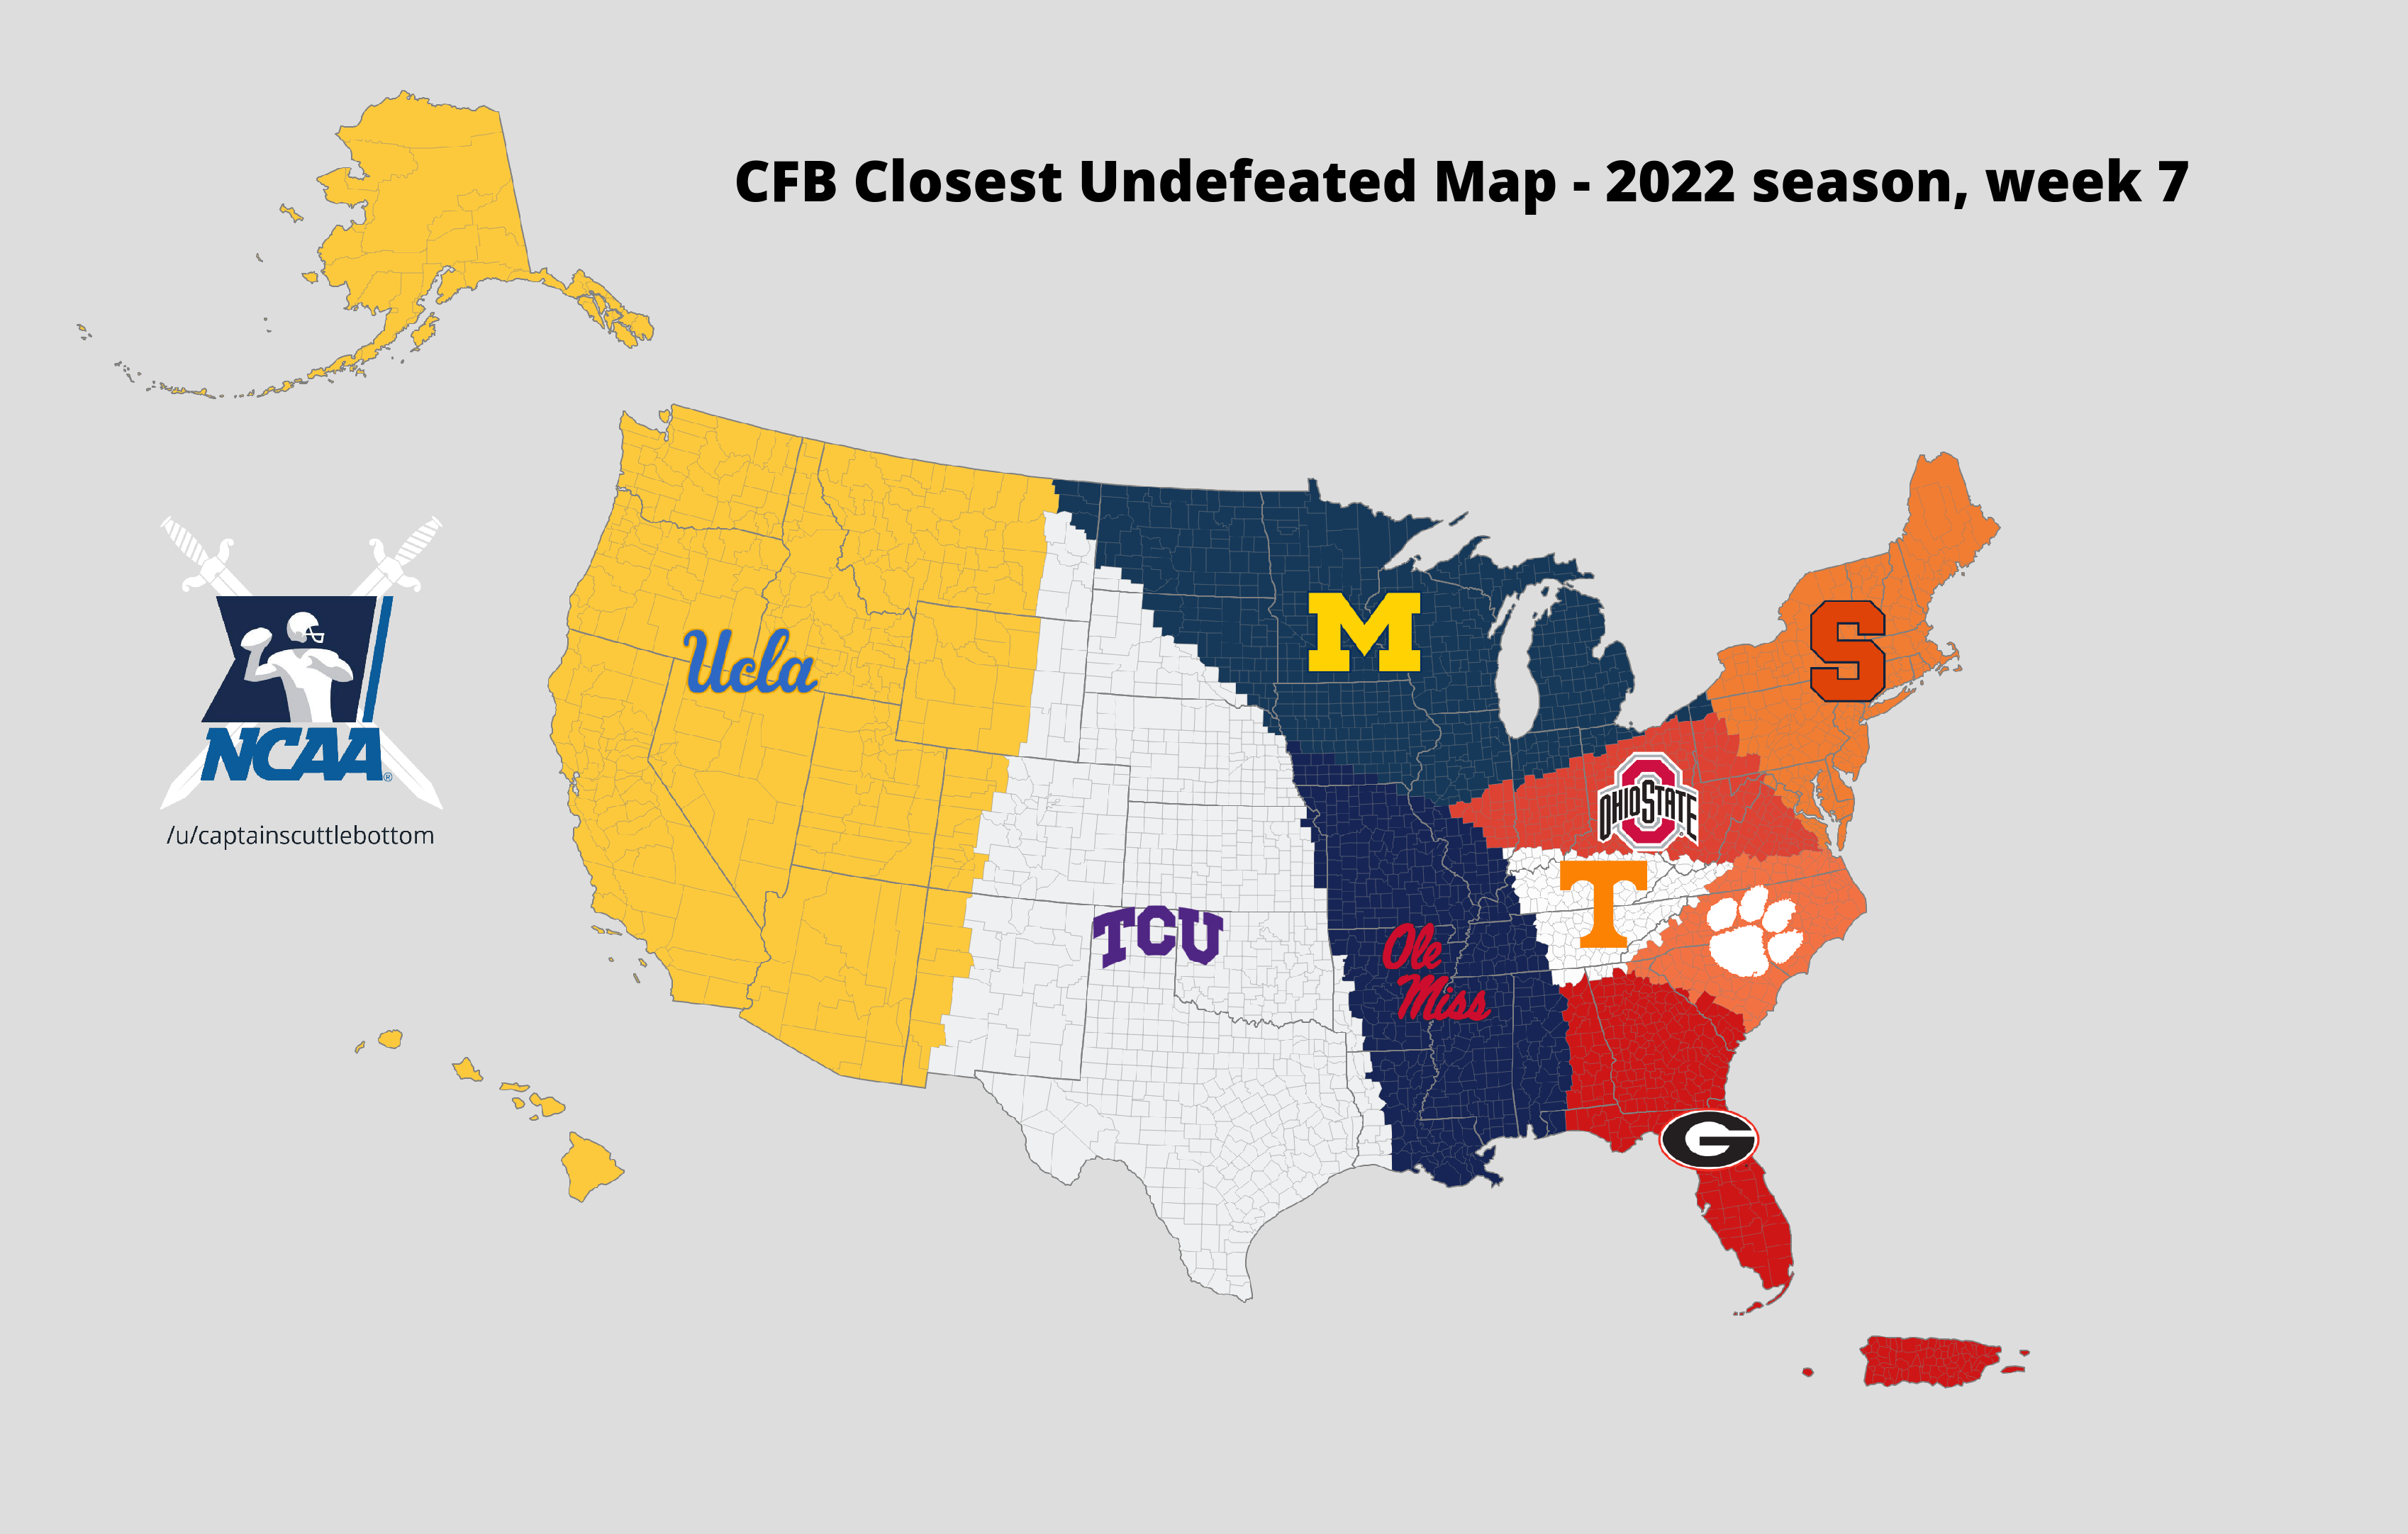 CFB Closest Undefeated Map - 2022 season, week 7
NCAA®
/u/captainscuttlebottom
Ucla
M
S
OHIO STATE
T
TCU
Ole
Miss
G